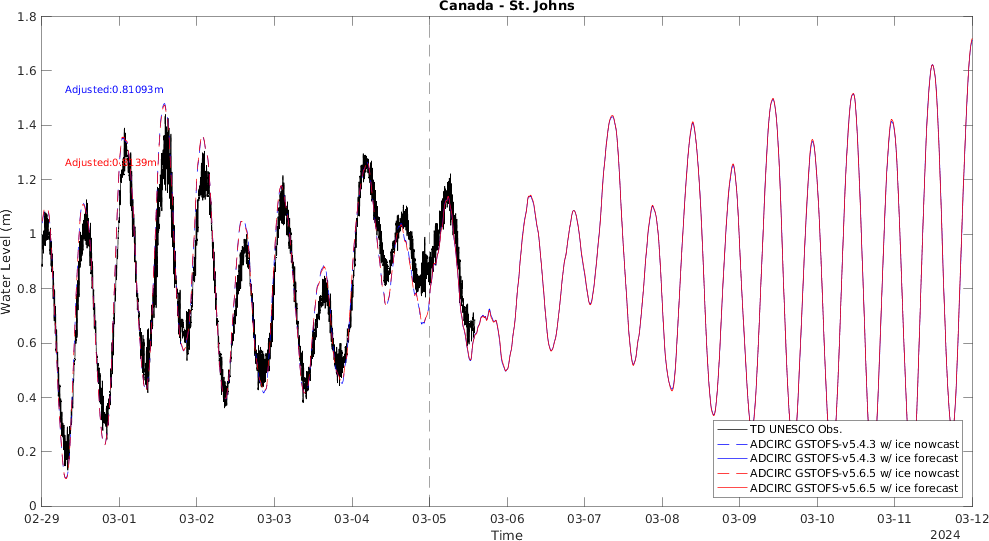 Canada - St. Johns
Water Level (m)
1.8
1.6
1.4
1.2
1
0.8
0.6
0.4
0.2
0
Adjusted:0.81093m
TD UNESCO Obs.
ADCIRC GSTOFS-v5.4.3 w/ ice nowcast
ADCIRC GSTOFS-v5.4.3 w/ ice forecast
ADCIRC GSTOFS-v5.6.5 w/ ice nowcast
ADCIRC GSTOFS-v5.6.5 w/ ice forecast
02-29 03-01 03-02 03-03 03-04 03-05 03-06 03-07 03-08 03-09 03-10 03-11 03-12
Time
2024